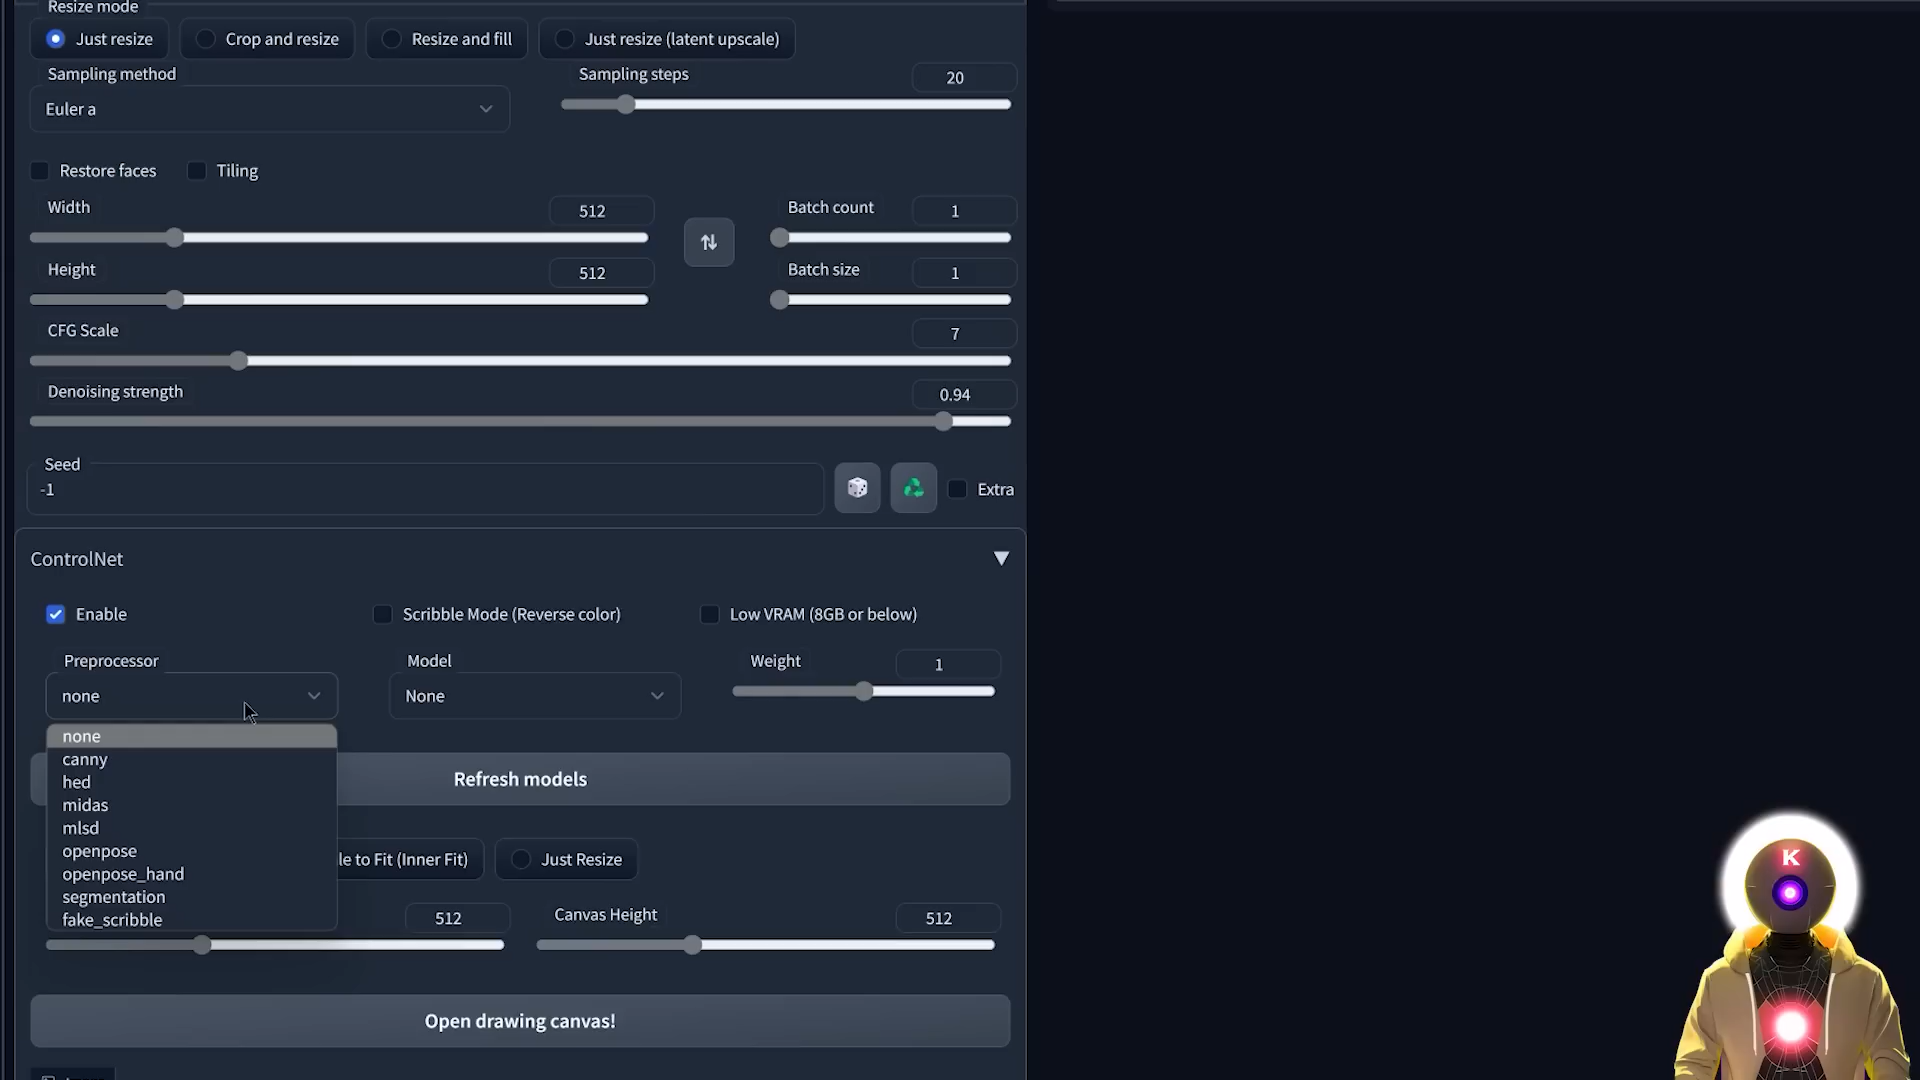 Resize mode
Just resize
Crop and resize
Resize and fill
Just resize (latent upscale)
Sampling method
Sampling steps
20
Euler a
Restore faces
Tiling
Width
512
Batch count
1
Height
512
Batch size
1
CFG Scale
7
Denoising strength
0.94
Seed
-1
Extra
ControlNet
Enable
Scribble Mode (Reverse color)
Low VRAM (8GB or below)
Preprocessor
Model
Weight
1
none
None
none
canny
hed
midas
mlsd
openpose
openpose_hand
segmentation
fake_scribble
Refresh models
le to Fit (Inner Fit)
Just Resize
512
Canvas Height
512
Open drawing canvas!
K